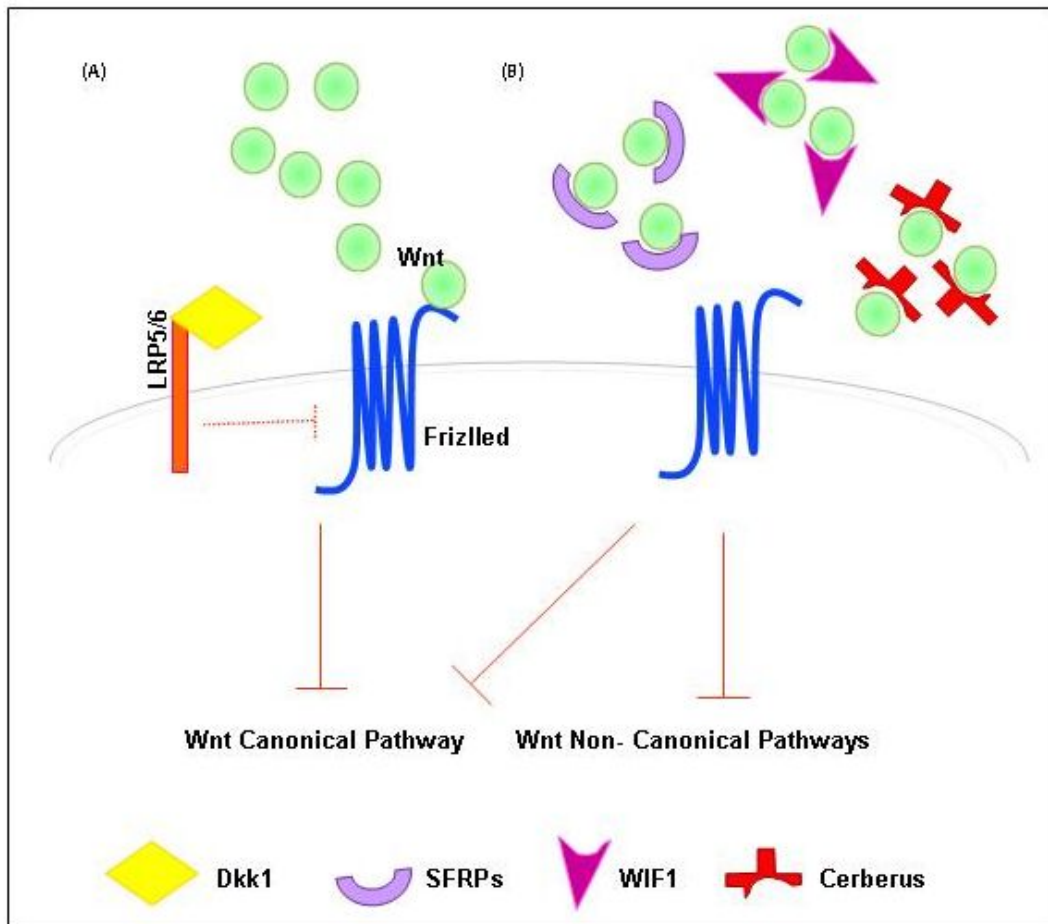 (A)
(B)
Wnt
LRP5/6
Frizlled
Wnt Canonical Pathway
Wnt Non- Canonical Pathways
Dkk1
SFRPs
WIF1
Cerberus